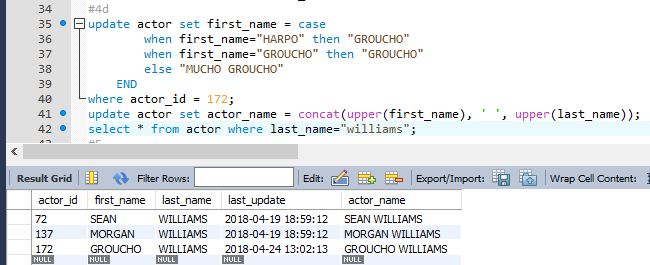 34 #4d
35 update actor set first_name = case
36 when first_name="HARPO" then "GROUCHO"
37 when first_name="GROUCHO" then "GROUCHO"
38 else "MUCHO GROUCHO"
39 END
40 where actor_id = 172;
41 update actor set actor_name = concat(upper(first_name), ' ', upper(last_name));
42 select * from actor where last_name="williams";
Result Grid Filter Rows: Edit: Export/Import: Wrap Cell Content:
actor_id first_name last_name last_update actor_name
72 SEAN WILLIAMS 2018-04-19 18:59:12 SEAN WILLIAMS
137 MORGAN WILLIAMS 2018-04-19 18:59:12 MORGAN WILLIAMS
172 GROUCHO WILLIAMS 2018-04-24 13:02:13 GROUCHO WILLIAMS
NULL NULL NULL NULL NULL